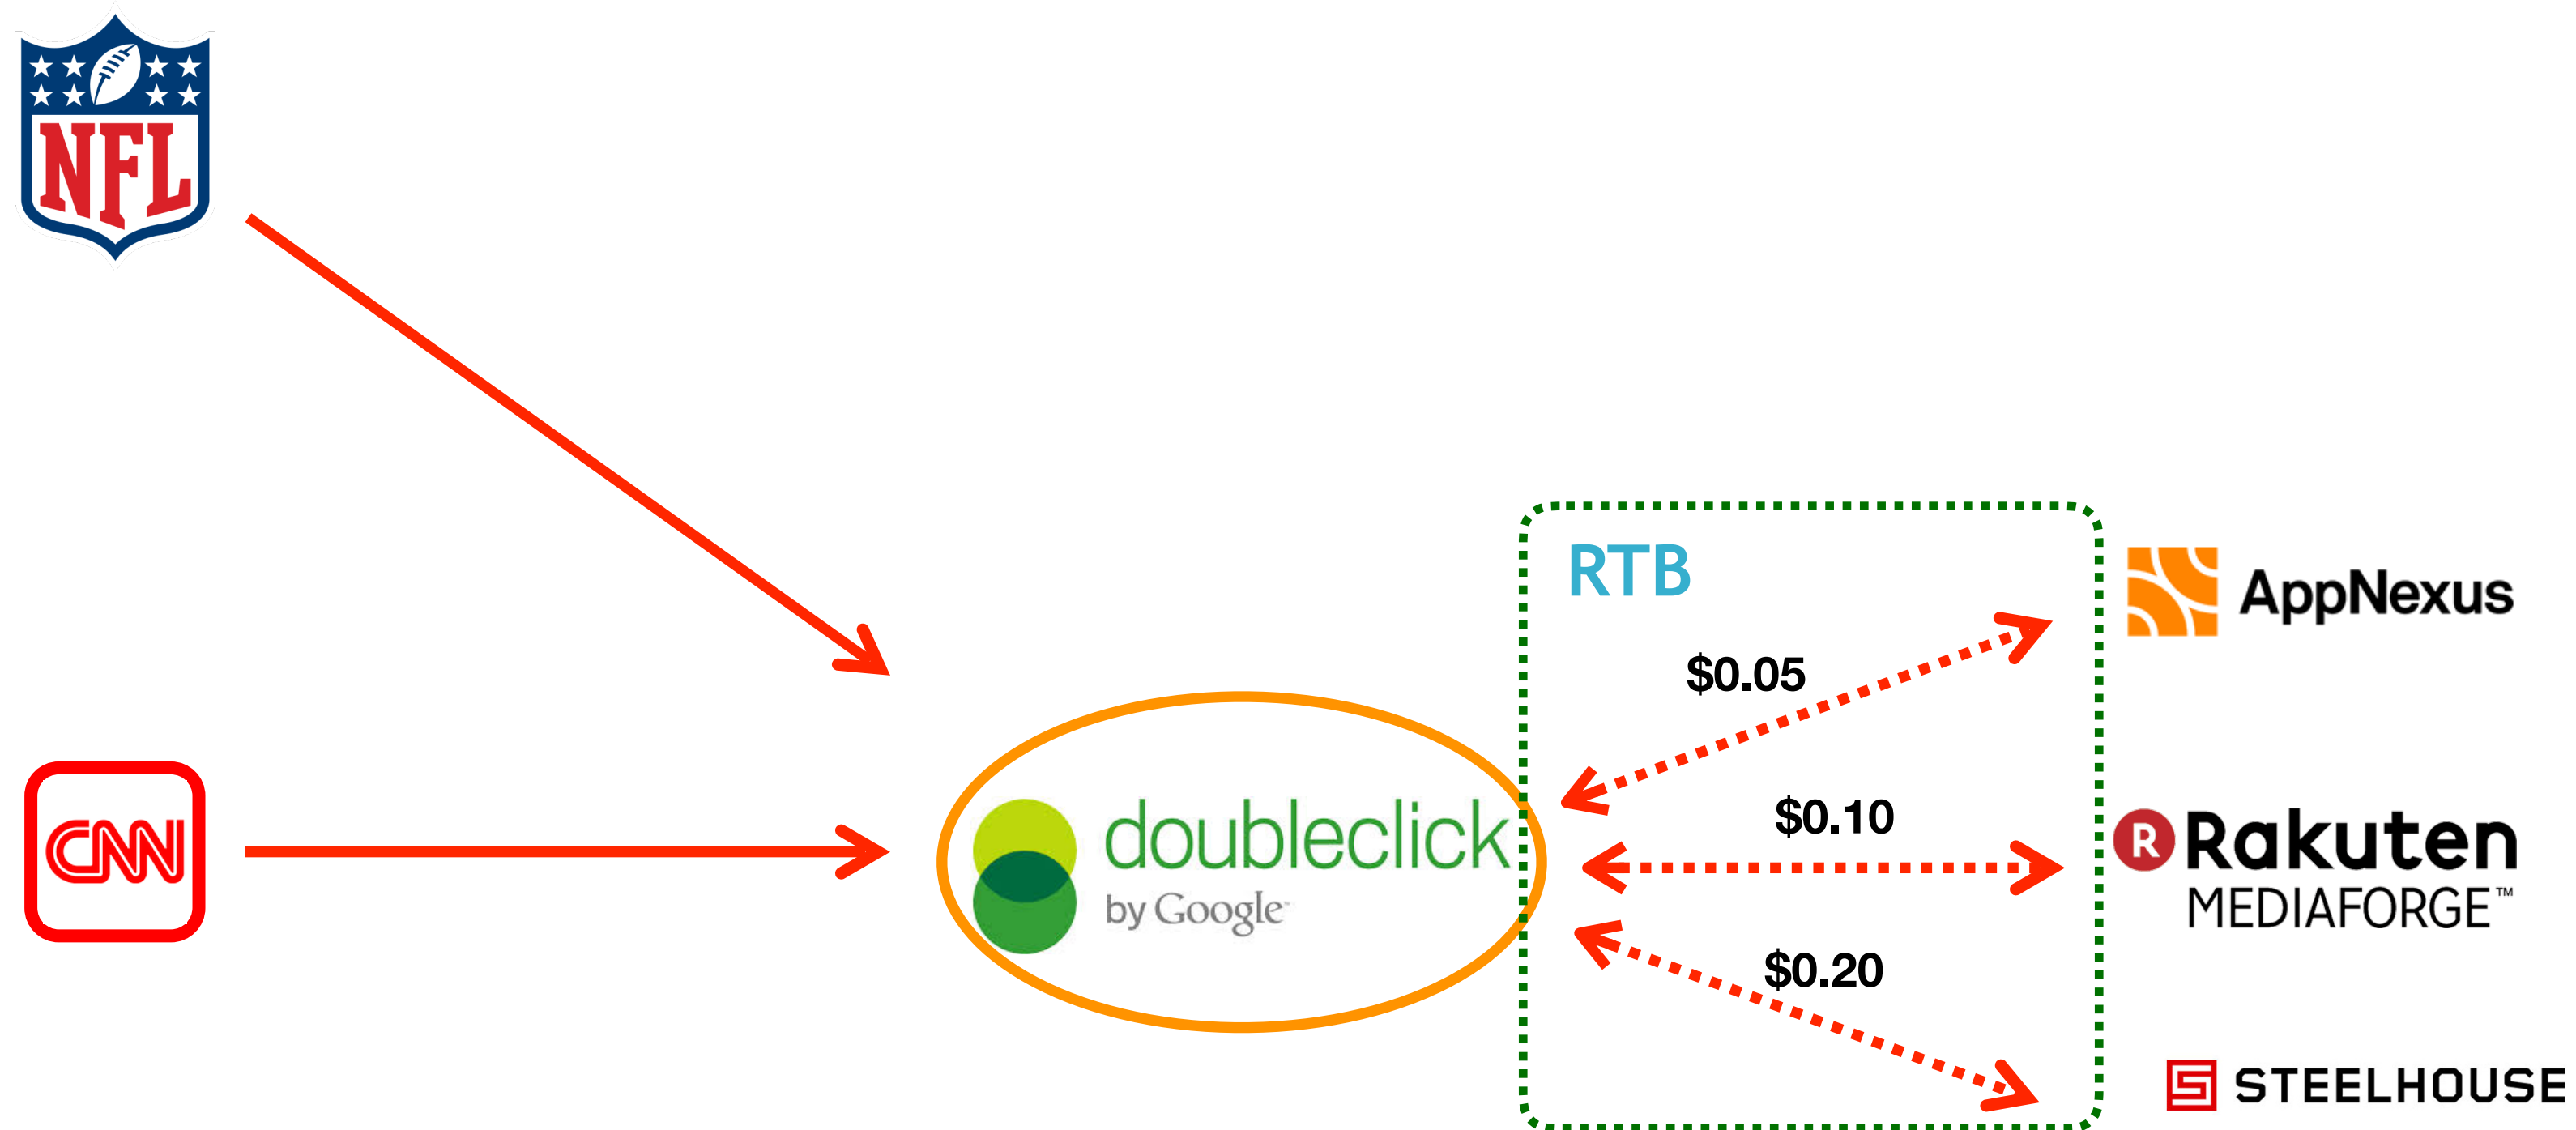 NFL
CNN
doubleclick
by Google
RTB
$0.05
$0.10
$0.20
AppNexus
R Rakuten
MEDIAFORGE™
STEELHOUSE